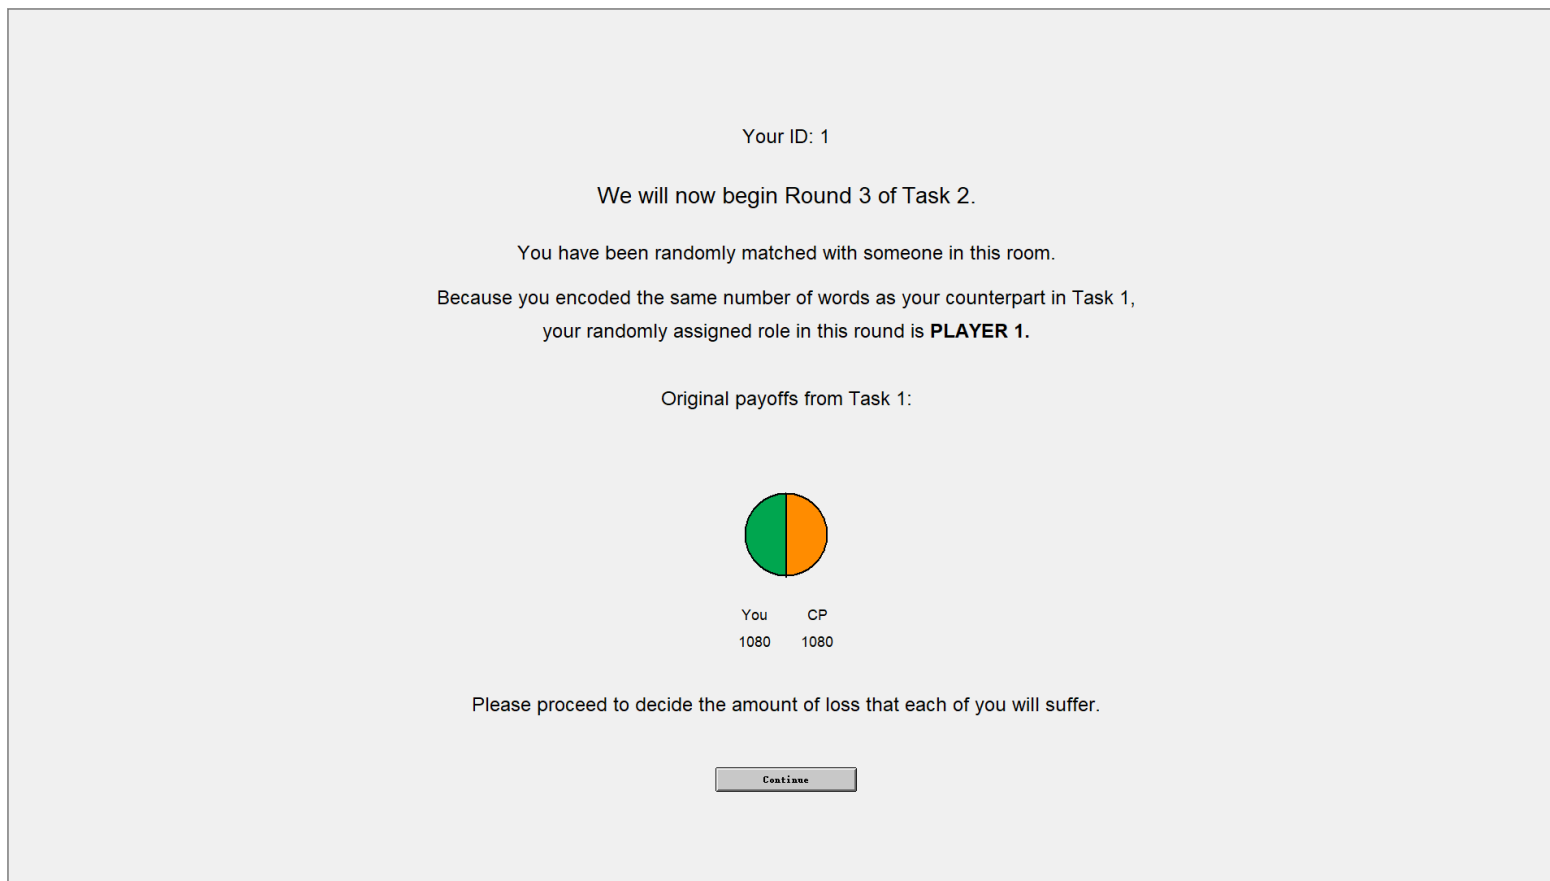 Your ID: 1
We will now begin Round 3 of Task 2.
You have been randomly matched with someone in this room.
Because you encoded the same number of words as your counterpart in Task 1,
your randomly assigned role in this round is PLAYER 1.
Original payoffs from Task 1:
You CP
1080 1080
Please proceed to decide the amount of loss that each of you will suffer.
Continue